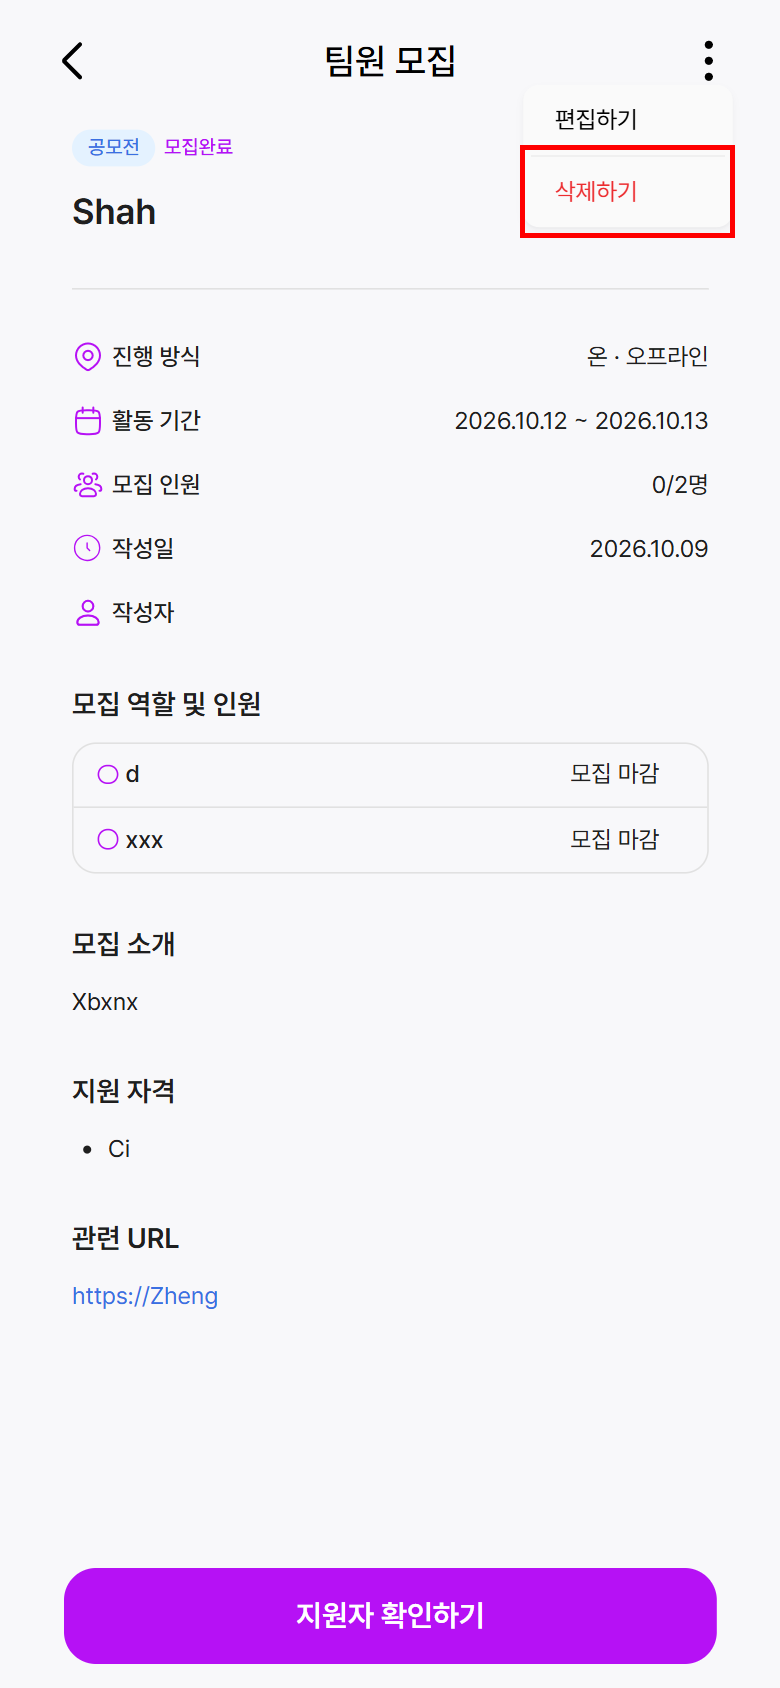 팀원 모집
편집하기
삭제하기
공모전 모집완료
Shah
진행 방식 온 · 오프라인
활동 기간 2026.10.12 ~ 2026.10.13
모집 인원 0/2명
작성일 2026.10.09
작성자
모집 역할 및 인원
d 모집 마감
xxx 모집 마감
모집 소개
Xbxnx
지원 자격
• Ci
관련 URL
https://Zheng
지원자 확인하기